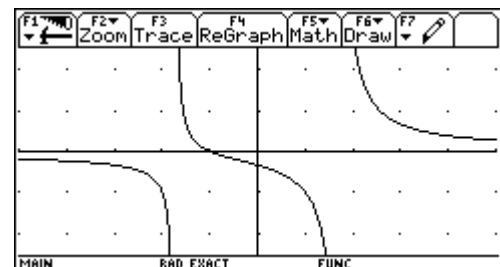 F1 F2 F3 F4 F5 F6 F7
Zoom Trace ReGraph Math Draw
MAIN RAD EXACT FUNC